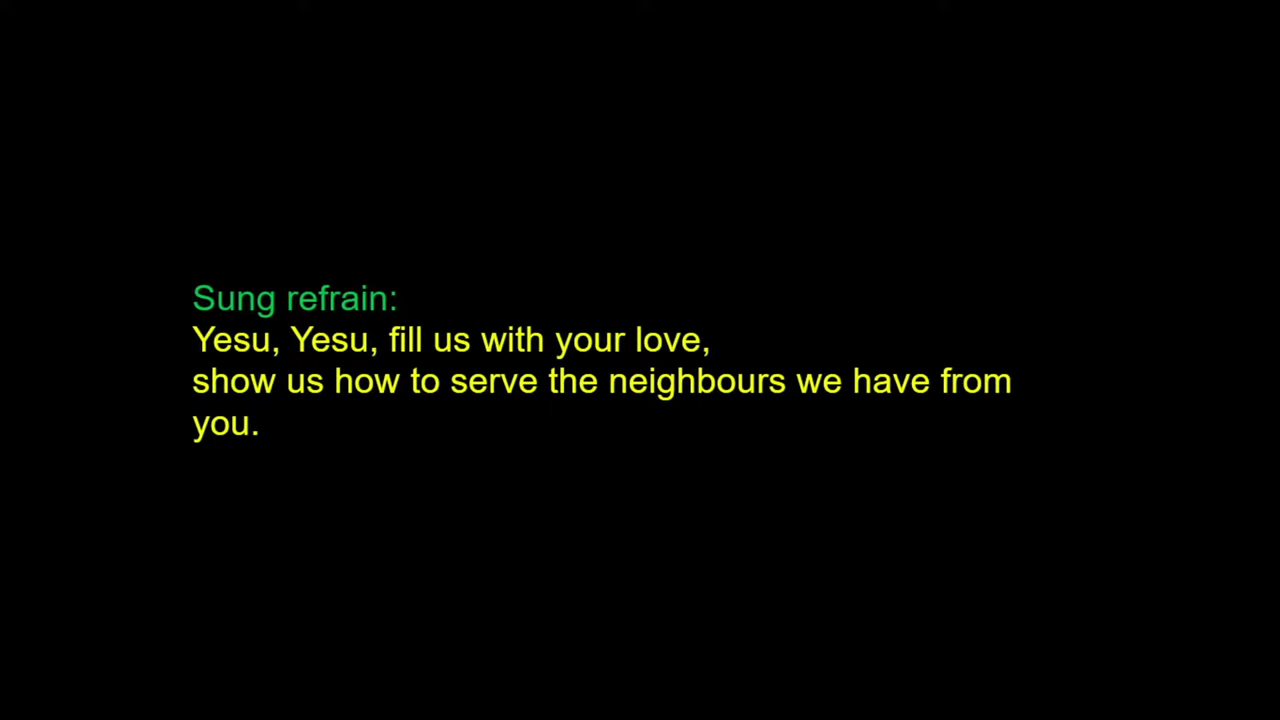 Sung refrain:
Yesu, Yesu, fill us with your love,
show us how to serve the neighbours we have from
you.